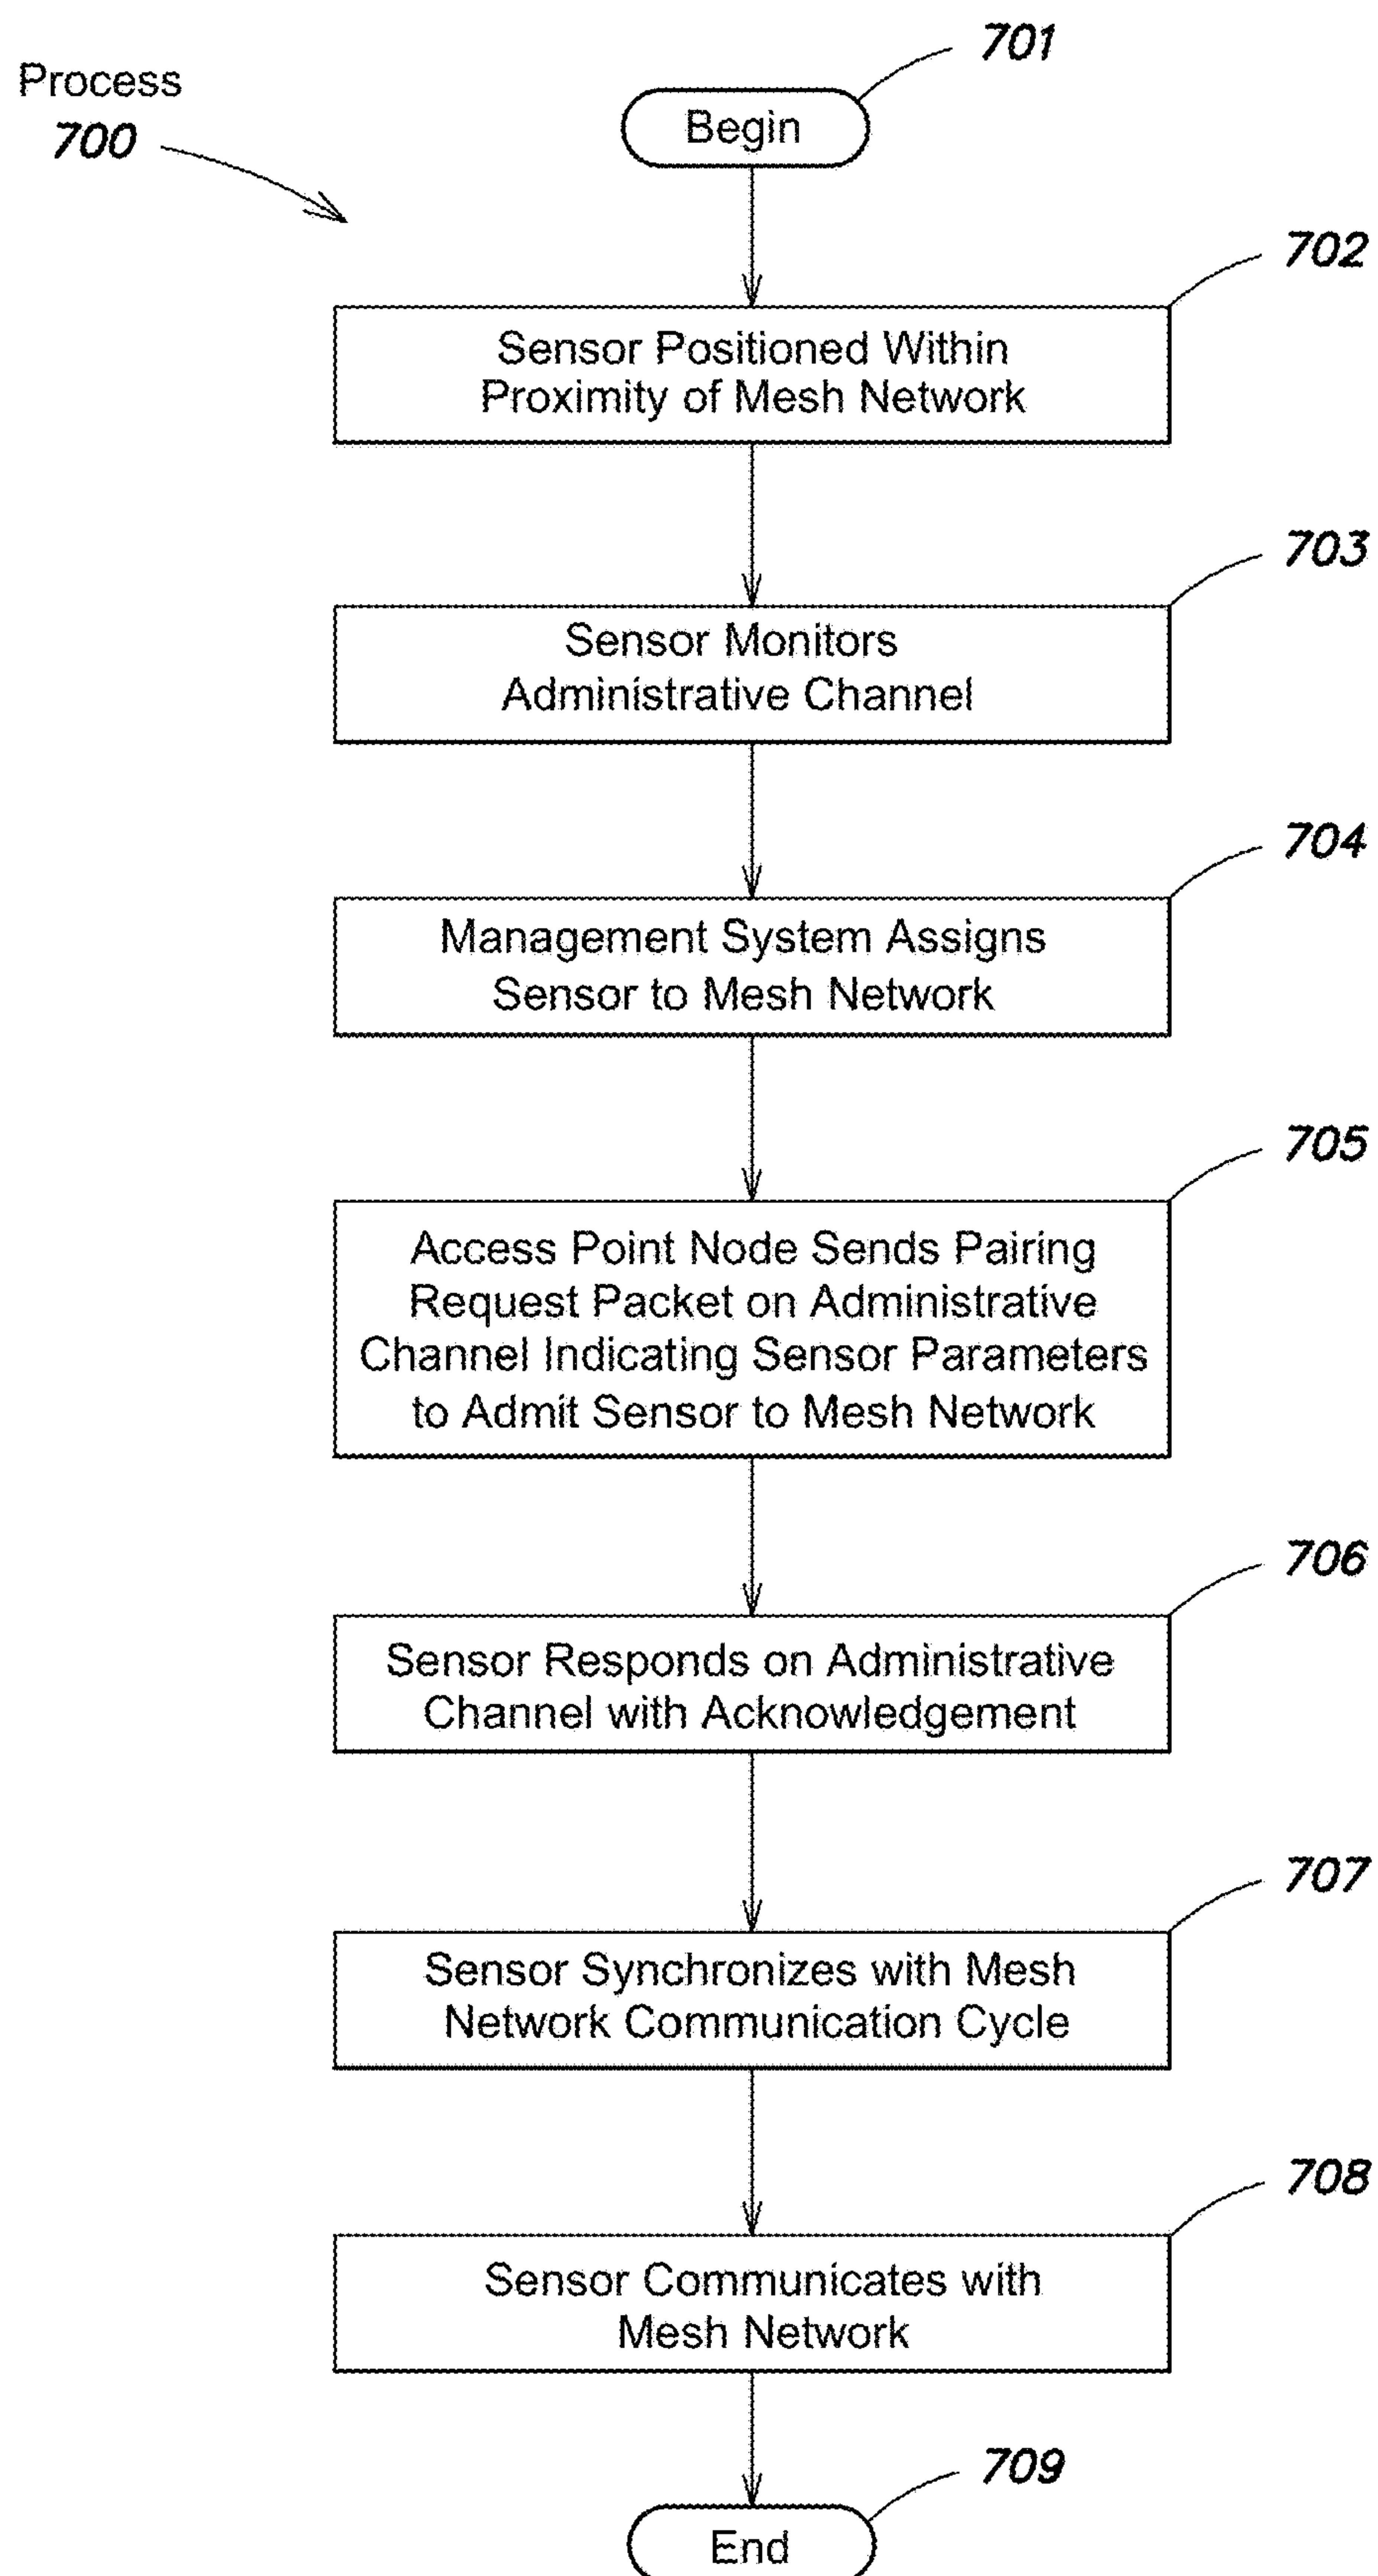 Process
700
701
Begin
702
Sensor Positioned Within
Proximity of Mesh Network
703
Sensor Monitors
Administrative Channel
704
Management System Assigns
Sensor to Mesh Network
705
Access Point Node Sends Pairing
Request Packet on Administrative
Channel Indicating Sensor Parameters
to Admit Sensor to Mesh Network
706
Sensor Responds on Administrative
Channel with Acknowledgement
707
Sensor Synchronizes with Mesh
Network Communication Cycle
708
Sensor Communicates with
Mesh Network
709
End